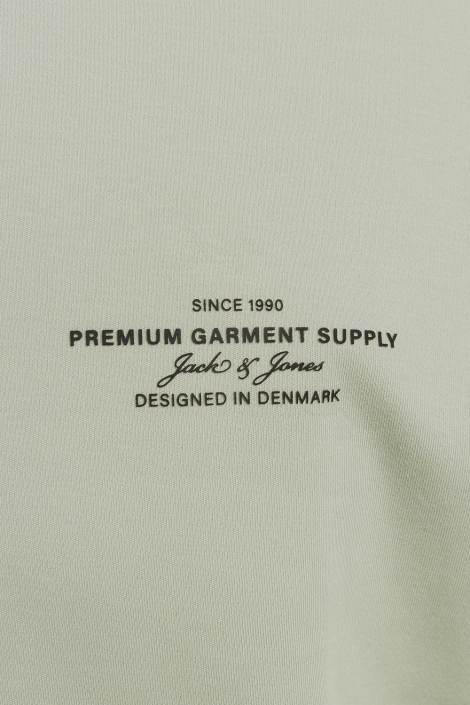 SINCE 1990
PREMIUM GARMENT SUPPLY
Jack & Jones
DESIGNED IN DENMARK